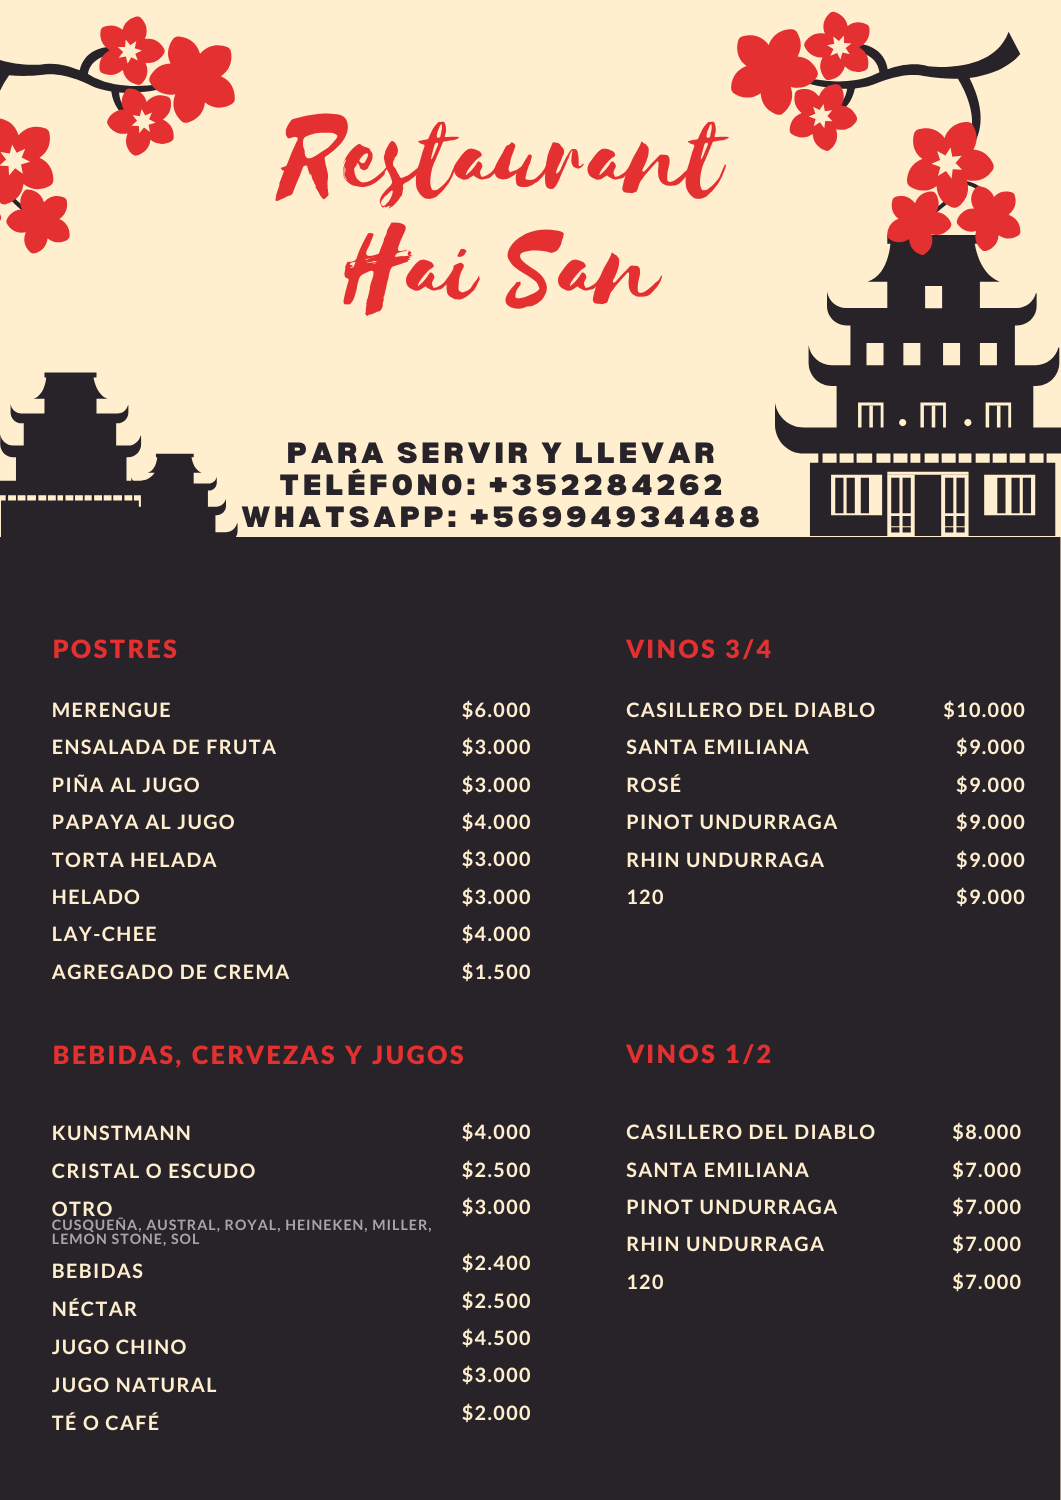 Restaurant
Hai San
PARA SERVIR Y LLEVAR
TELÉFONO: +352284262
WHATSAPP: +56994934488
POSTRES
MERENGUE $6.000
ENSALADA DE FRUTA $3.000
PIÑA AL JUGO $3.000
PAPAYA AL JUGO $4.000
TORTA HELADA $3.000
HELADO $3.000
LAY-CHEE $4.000
AGREGADO DE CREMA $1.500
VINOS 3/4
CASILLERO DEL DIABLO $10.000
SANTA EMILIANA $9.000
ROSÉ $9.000
PINOT UNDURRAGA $9.000
RHIN UNDURRAGA $9.000
120 $9.000
BEBIDAS, CERVEZAS Y JUGOS
KUNSTMANN $4.000
CRISTAL O ESCUDO $2.500
OTRO $3.000
CUSQUEÑA, AUSTRAL, ROYAL, HEINEKEN, MILLER,
LEMON STONE, SOL
BEBIDAS $2.400
NÉCTAR $2.500
JUGO CHINO $4.500
JUGO NATURAL $3.000
TÉ O CAFÉ $2.000
VINOS 1/2
CASILLERO DEL DIABLO $8.000
SANTA EMILIANA $7.000
PINOT UNDURRAGA $7.000
RHIN UNDURRAGA $7.000
120 $7.000